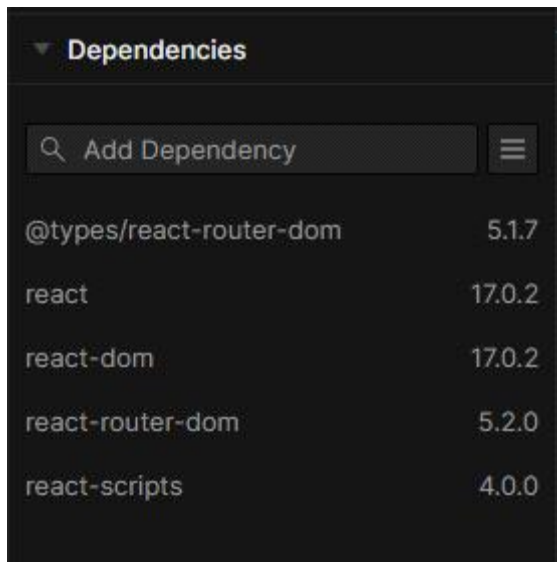 Dependencies
Add Dependency
@types/react-router-dom 5.1.7
react 17.0.2
react-dom 17.0.2
react-router-dom 5.2.0
react-scripts 4.0.0